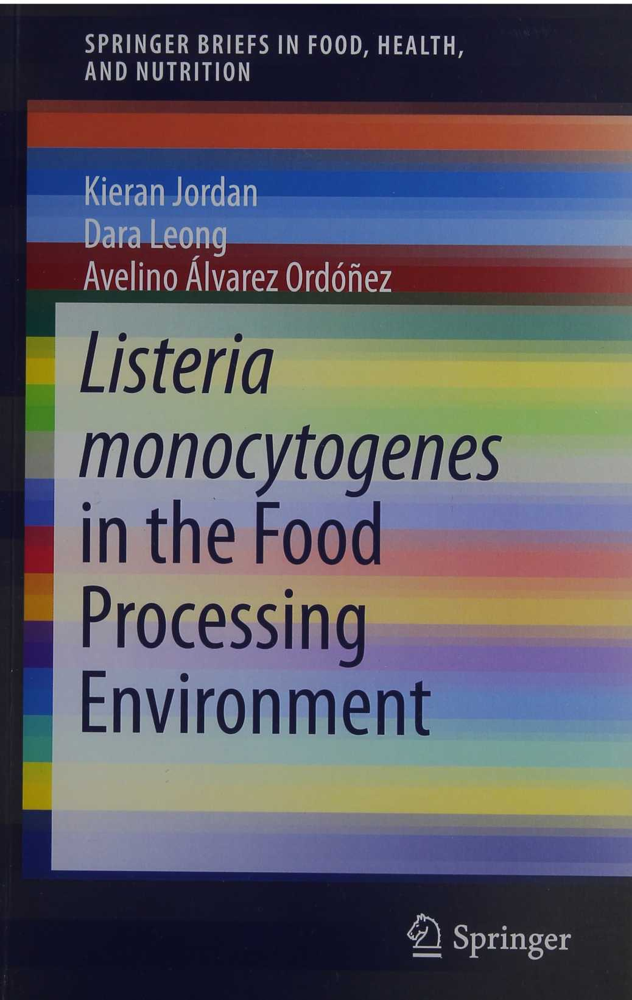 SPRINGER BRIEFS IN FOOD, HEALTH,
AND NUTRITION
Kieran Jordan
Dara Leong
Avelino Álvarez Ordóñez
Listeria
monocytogenes
in the Food
Processing
Environment
Springer